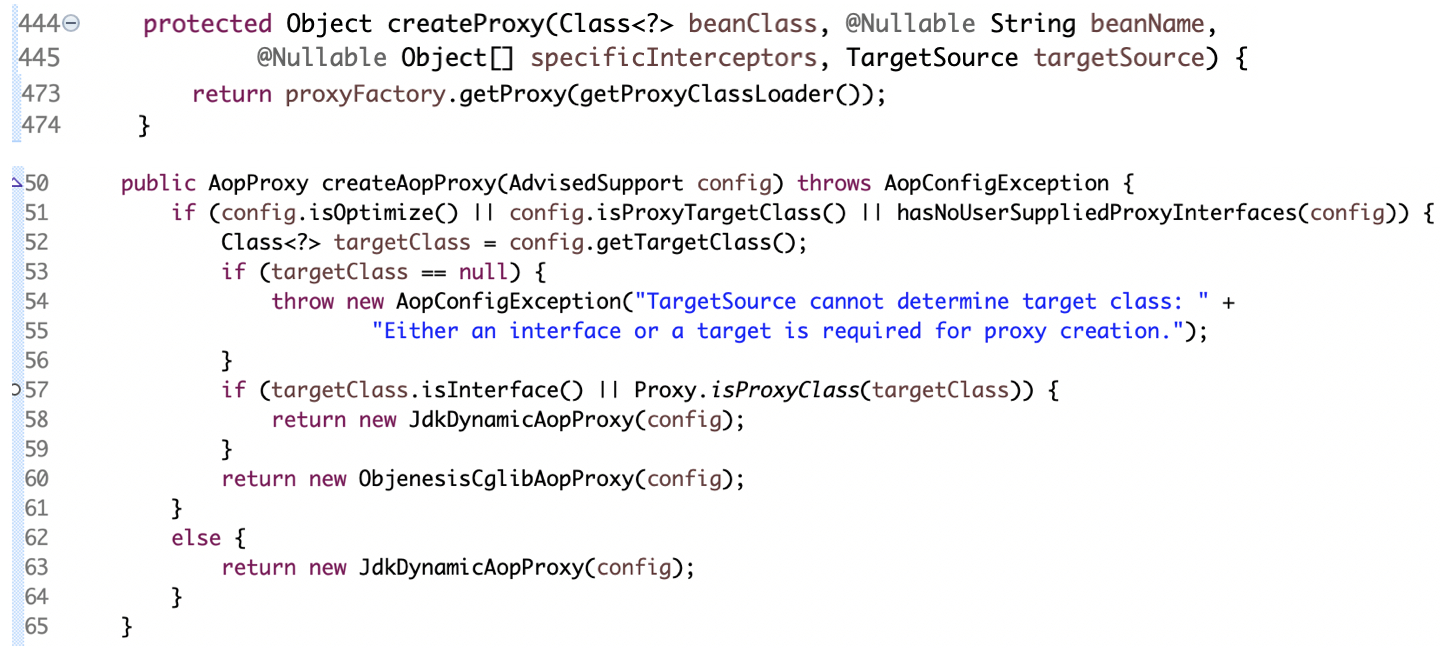 444 protected Object createProxy(Class<?> beanClass, @Nullable String beanName,
445 @Nullable Object[] specificInterceptors, TargetSource targetSource) {
473 return proxyFactory.getProxy(getProxyClassLoader());
474 }
50 public AopProxy createAopProxy(AdvisedSupport config) throws AopConfigException {
51 if (config.isOptimize() || config.isProxyTargetClass() || hasNoUserSuppliedProxyInterfaces(config)) {
52 Class<?> targetClass = config.getTargetClass();
53 if (targetClass == null) {
54 throw new AopConfigException("TargetSource cannot determine target class: " +
55 "Either an interface or a target is required for proxy creation.");
56 }
57 if (targetClass.isInterface() || Proxy.isProxyClass(targetClass)) {
58 return new JdkDynamicAopProxy(config);
59 }
60 return new ObjenesisCglibAopProxy(config);
61 }
62 else {
63 return new JdkDynamicAopProxy(config);
64 }
65 }